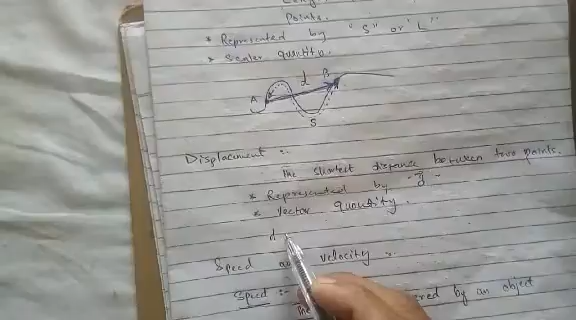 Points.
* Represented by "S" or "L"
* Scalar quantity.
d B
A
S
Displacement :-
The shortest distance between two points.
* Represented by "d"
* Vector quantity.
d
Speed and velocity :-
Speed :- by an object
The